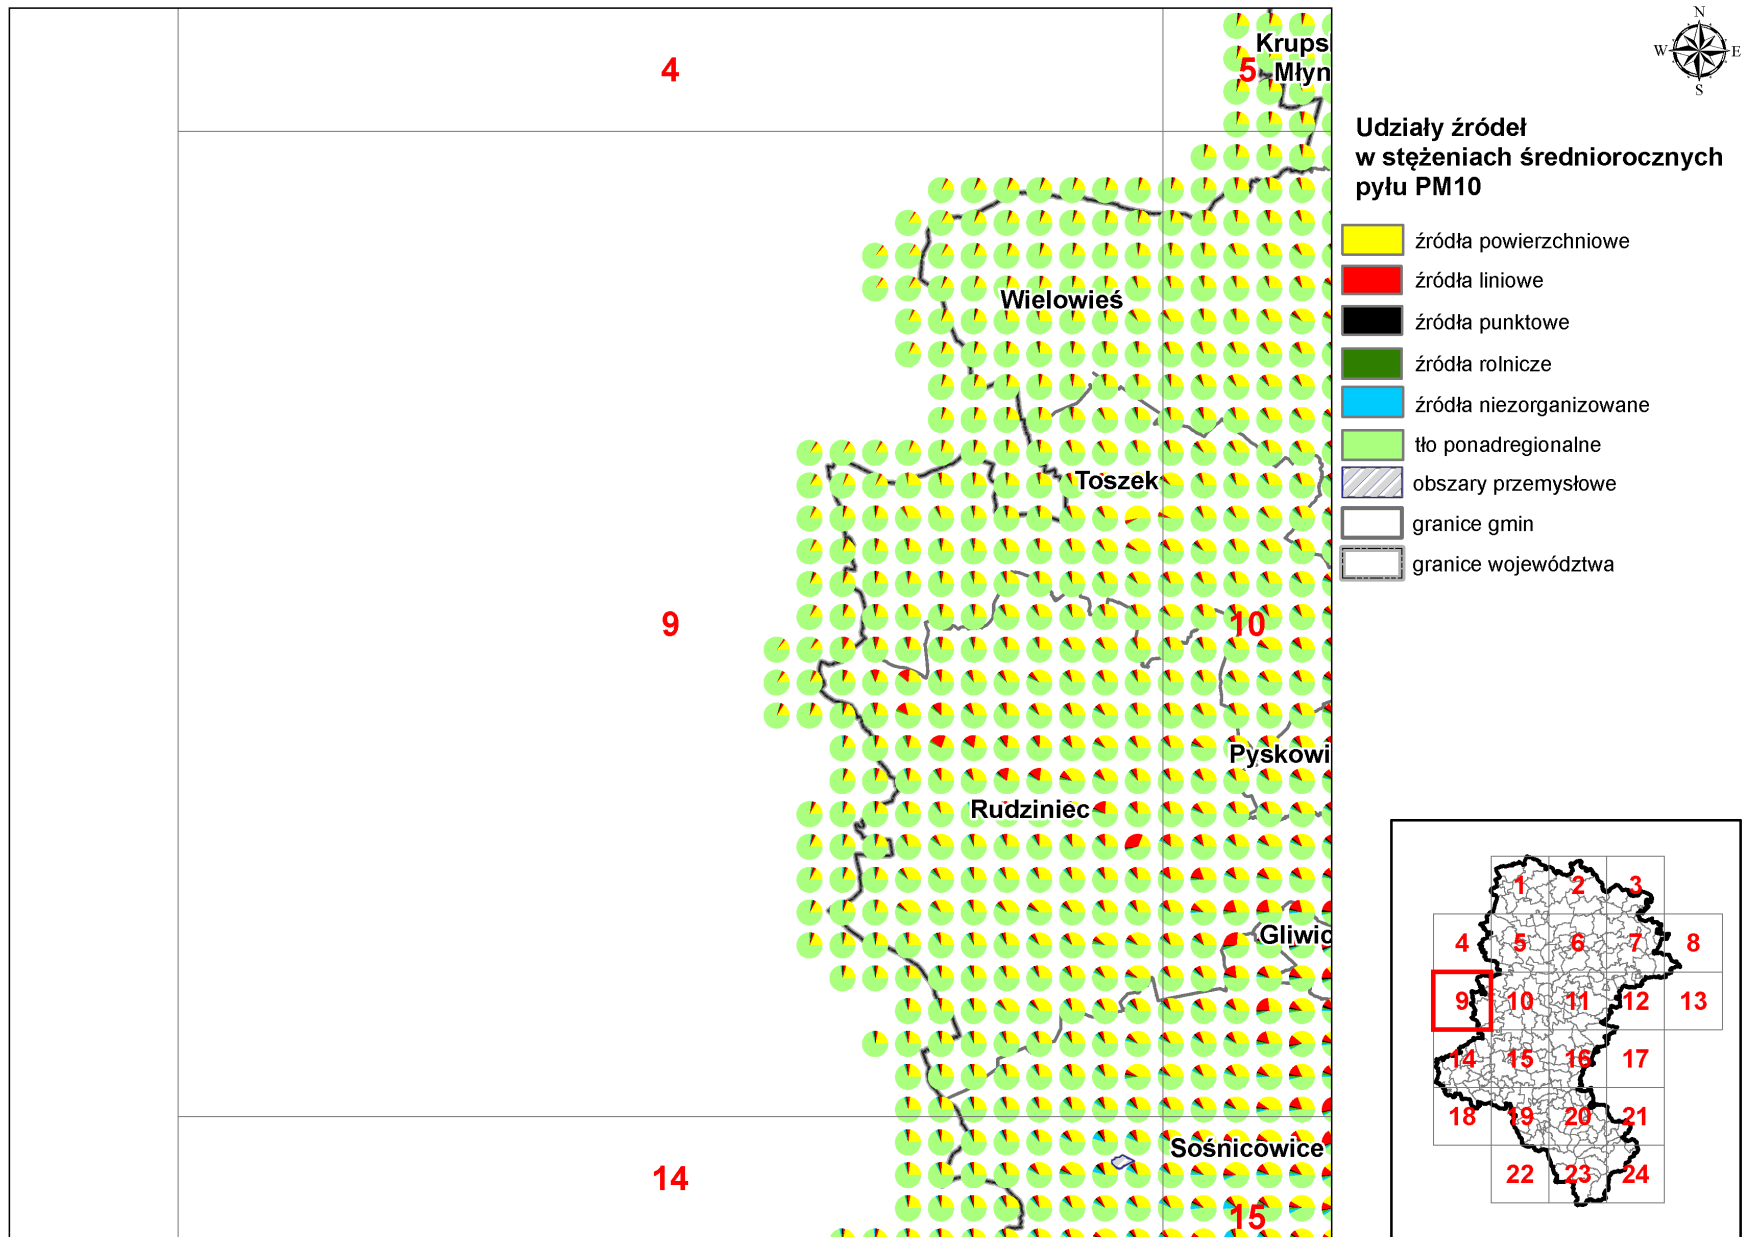 4
5
Krups
Młyn
N
W
E
S
Udziały źródeł
w stężeniach średniorocznych
pyłu PM10
źródła powierzchniowe
źródła liniowe
źródła punktowe
źródła rolnicze
źródła niezorganizowane
tło ponadregionalne
obszary przemysłowe
granice gmin
granice województwa
Wielowieś
Toszek
9
10
Pyskowi
Rudziniec
Gliwic
Sośnicowice
14
15
1 2 3
4 5 6 7 8
9 10 11 12 13
14 15 16 17
18 19 20 21
22 23 24